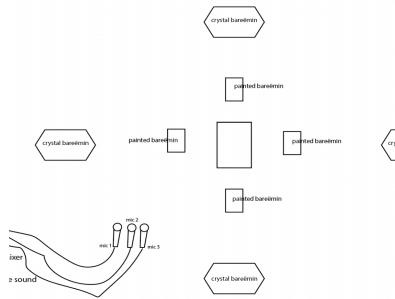 crystal bareëmin
painted bareëmin
painted bareëmin
painted bareëmin
crystal bareëmin
cry
painted bareëmin
mic 2
mic 1
mic 3
ixer
e sound
crystal bareëmin